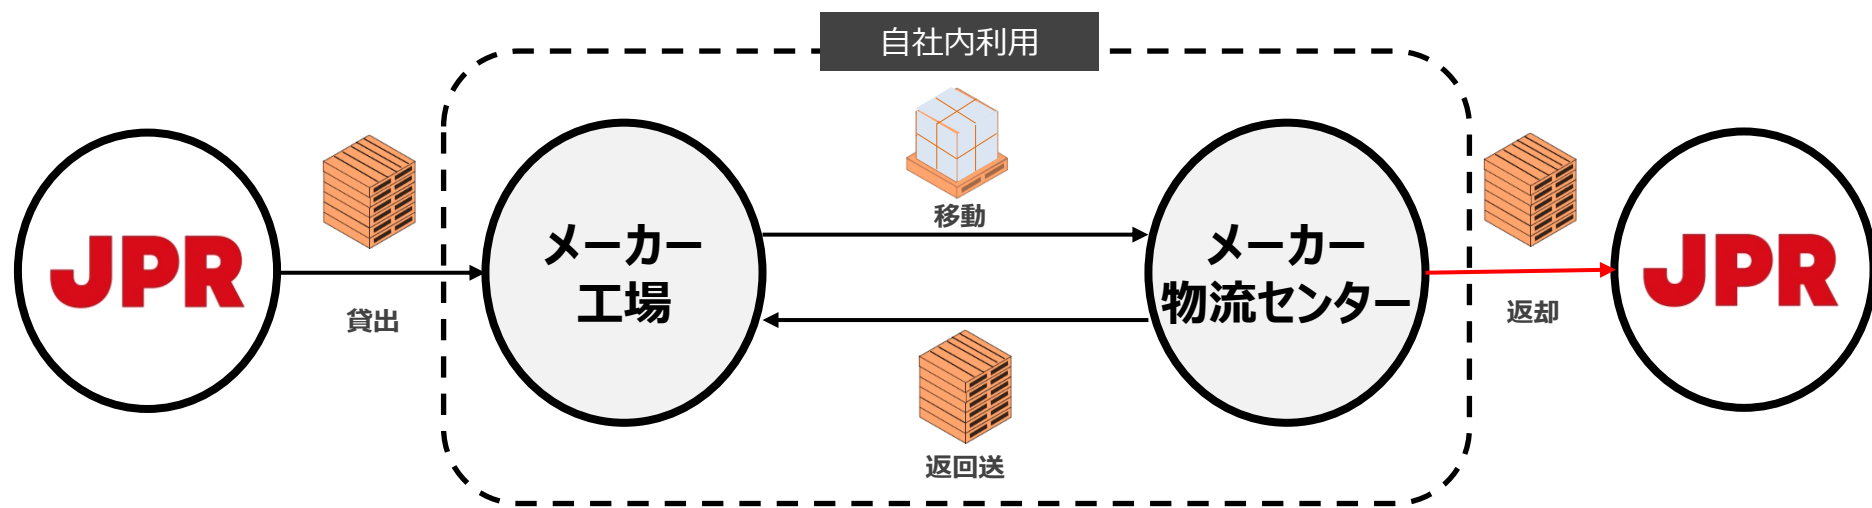 自社内利用
JPR
貸出
メーカー
工場
移動
返回送
メーカー
物流センター
返却
JPR